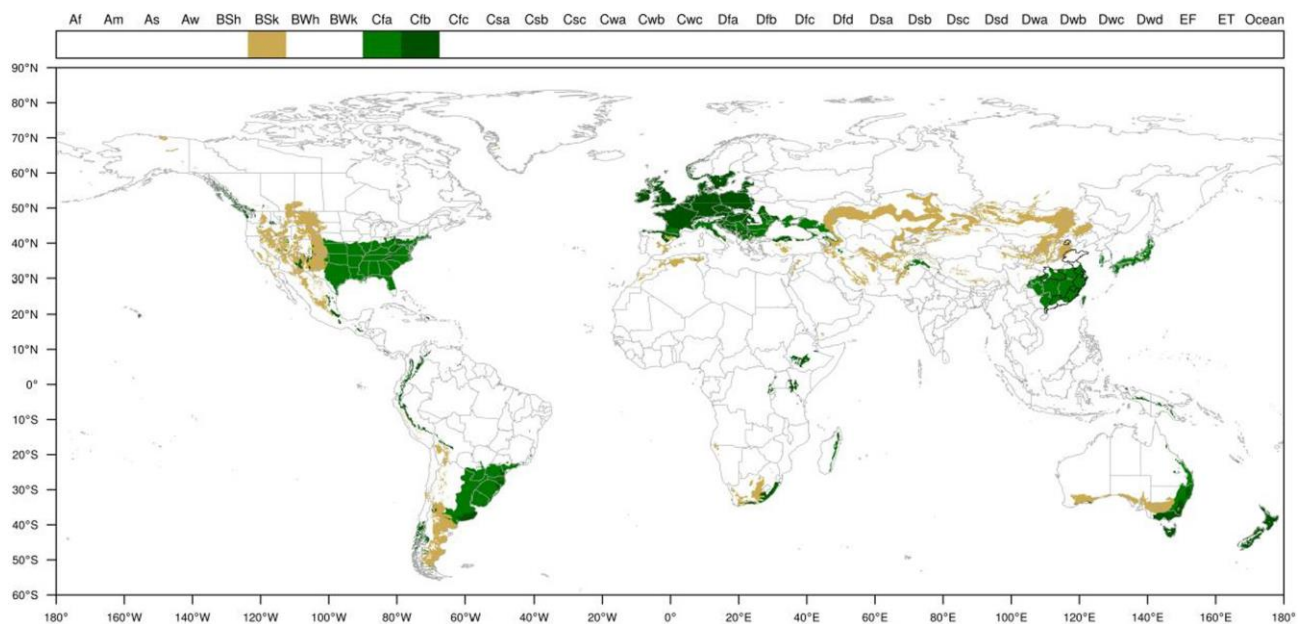 Af Am As Aw BSh BSk BWh BWk Cfa Cfb Cfc Csa Csb Csc Cwa Cwb Cwc Dfa Dfb Dfc Dfd Dsa Dsb Dsc Dsd Dwa Dwb Dwc Dwd EF ET Ocean
90°N
80°N
70°N
60°N
50°N
40°N
30°N
20°N
10°N
0°
10°S
20°S
30°S
40°S
50°S
60°S
180° 160°W 140°W 120°W 100°W 80°W 60°W 40°W 20°W 0° 20°E 40°E 60°E 80°E 100°E 120°E 140°E 160°E 180°